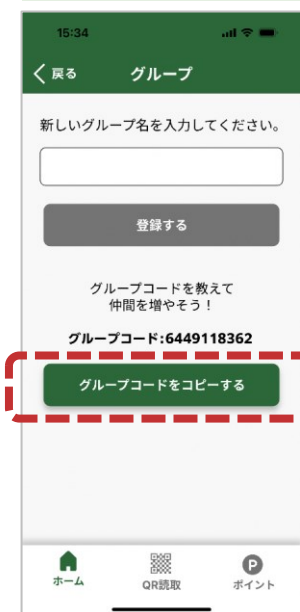 15:34
戻る
グループ
新しいグループ名を入力してください。
登録する
グループコードを教えて
仲間を増やそう！
グループコード:6449118362
グループコードをコピーする
P
ホーム
QR読取
ポイント